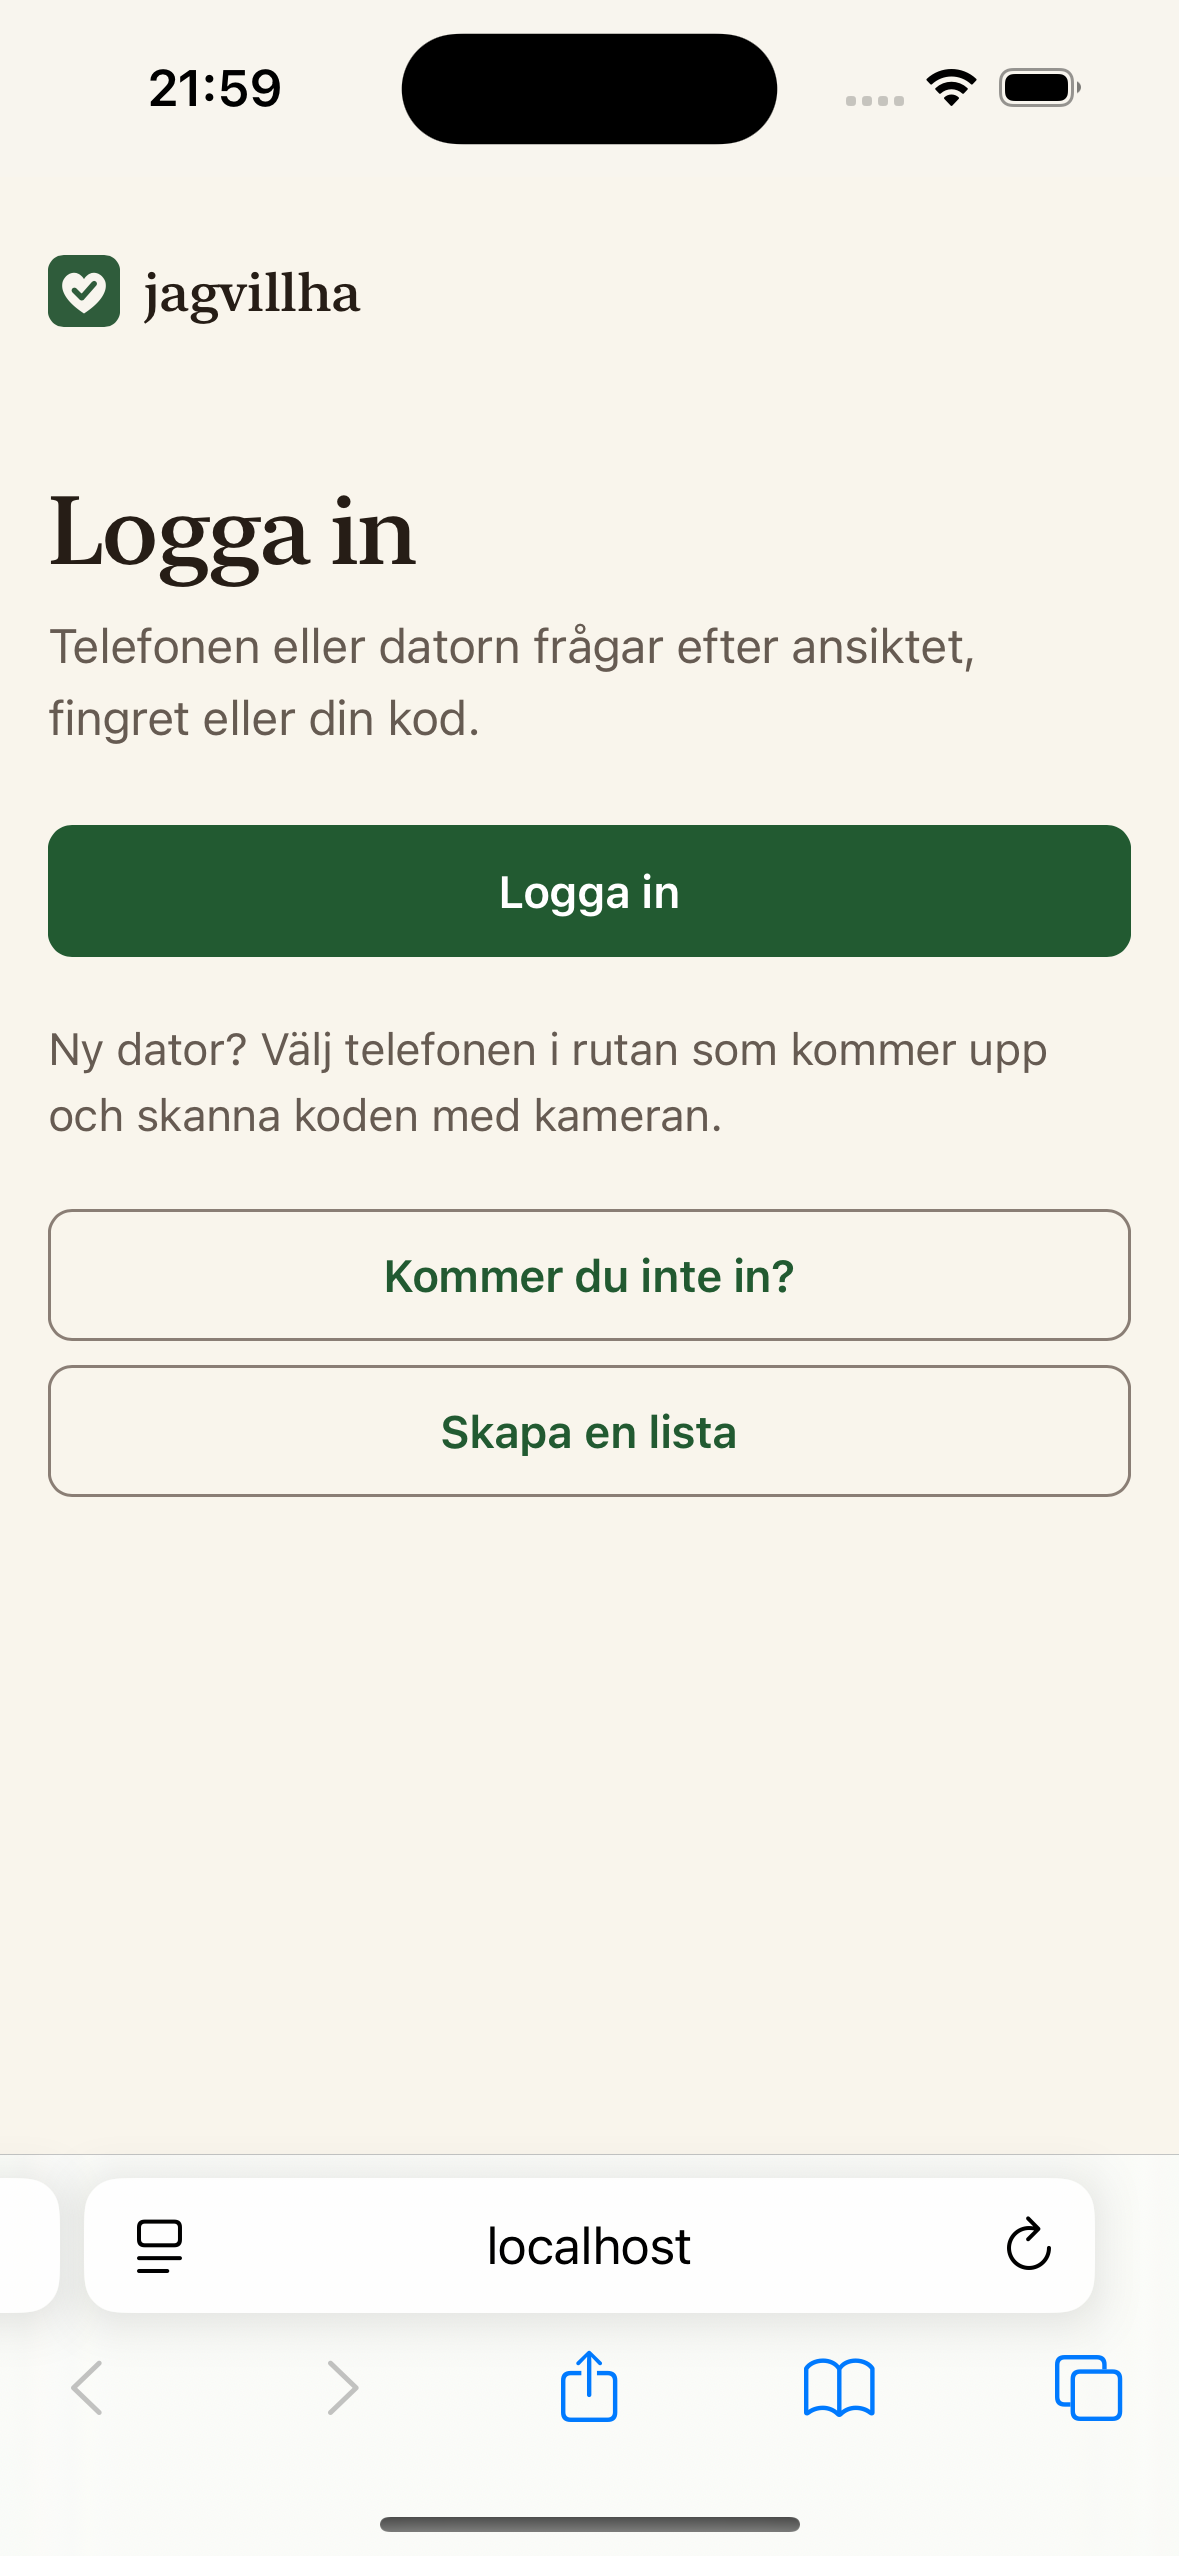 21:59
jagvillha
Logga in
Telefonen eller datorn frågar efter ansiktet,
fingret eller din kod.
Logga in
Ny dator? Välj telefonen i rutan som kommer upp
och skanna koden med kameran.
Kommer du inte in?
Skapa en lista
localhost